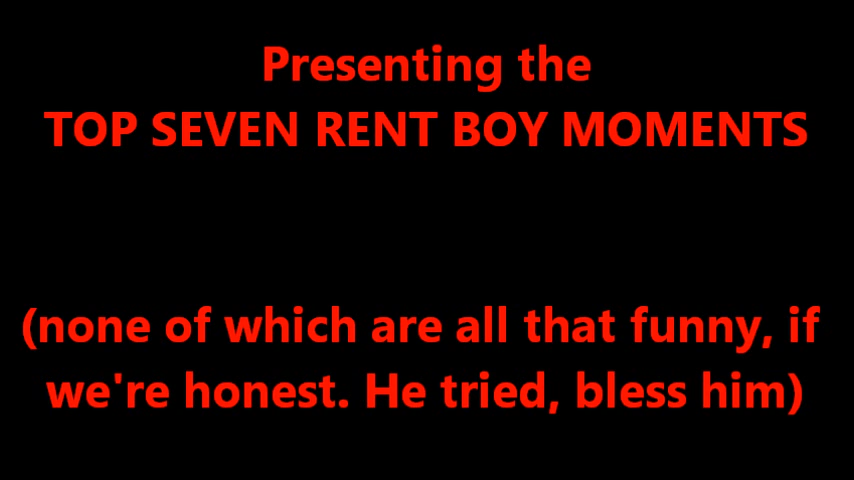 Presenting the
TOP SEVEN RENT BOY MOMENTS
(none of which are all that funny, if
we're honest. He tried, bless him)